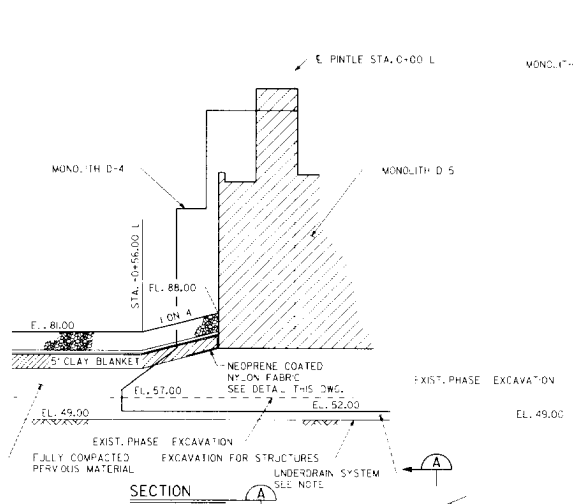 ℄ PINTLE STA. 0+00 L
MONOLITH D-4
MONOLITH D-5
STA. -0+56.00 L
EL. 88.00
1 ON 4
EL. 81.00
5' CLAY BLANKET
NEOPRENE COATED
NYLON FABRIC
SEE DETAIL THIS DWG.
EXIST. PHASE EXCAVATION
EL. 57.00
EL. 52.00
EL. 49.00
EL. 49.00
EXIST. PHASE EXCAVATION
FULLY COMPACTED
PERVIOUS MATERIAL
EXCAVATION FOR STRUCTURES
UNDERDRAIN SYSTEM
SEE NOTE
A
SECTION A